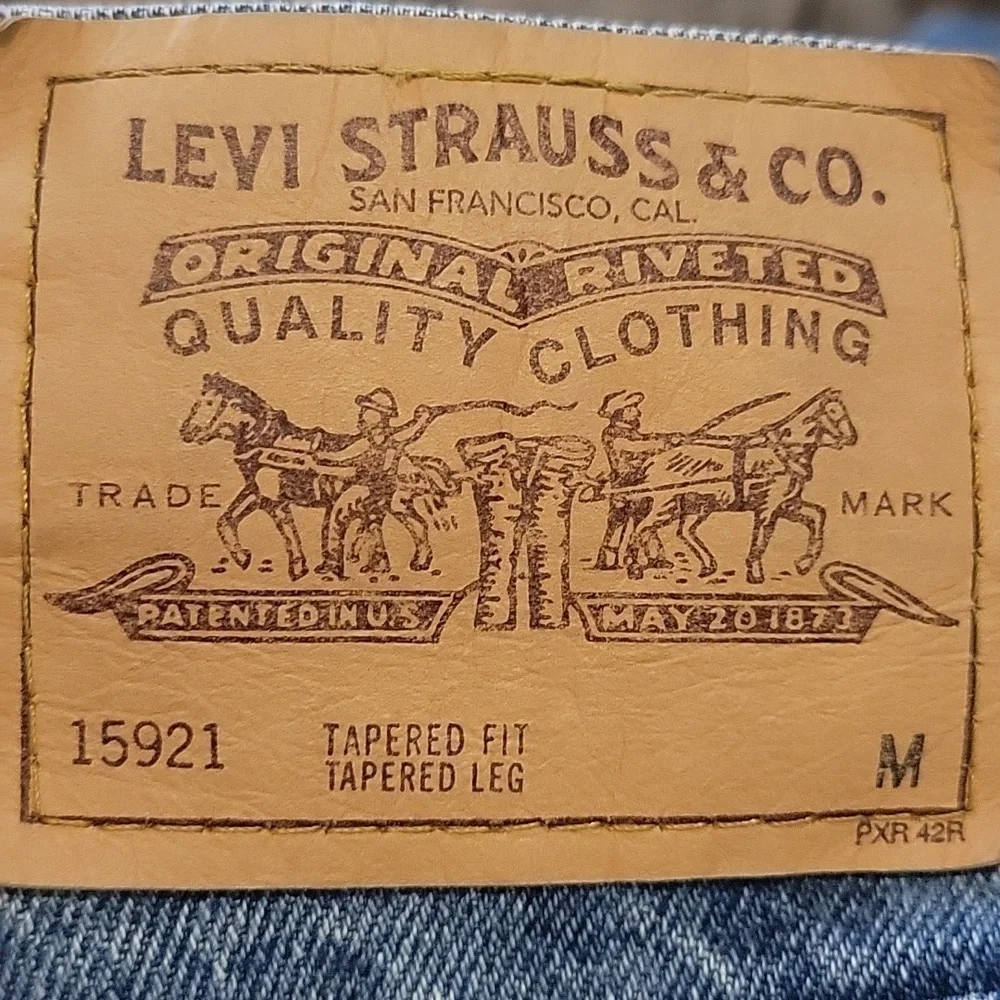 LEVI STRAUSS & CO.
SAN FRANCISCO, CAL.
ORIGINAL RIVETED
QUALITY CLOTHING
TRADE MARK
PATENTED IN U.S. MAY 20 1873
15921 TAPERED FIT M
TAPERED LEG
PXR 42R